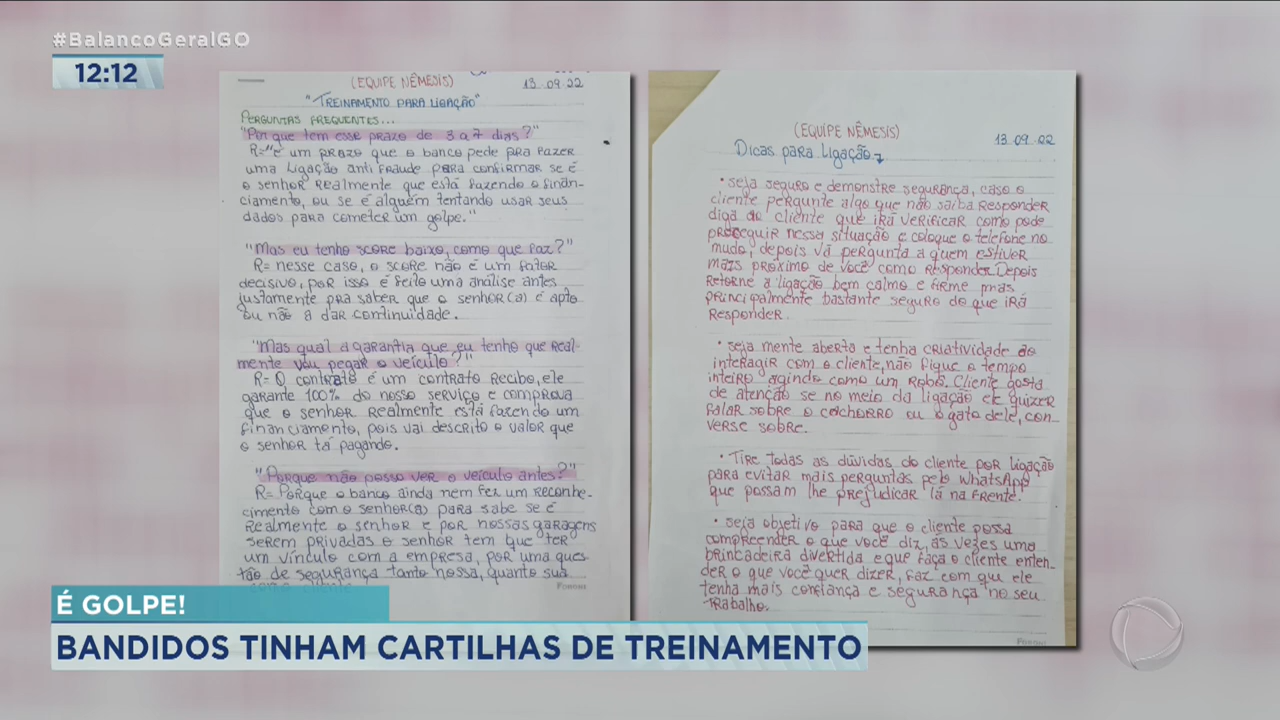 #BalancoGeralGO
12:12
(EQUIPE NÊMESIS)
13.09.22
"TREINAMENTO PARA LIGAÇÃO"
PERGUNTAS FREQUENTES...
"Por que tem esse prazo de 3 a 7 dias?"
R="é um prazo que o banco pede pra fazer
uma ligação anti fraude para confirmar se é
o senhor realmente que está fazendo o finan-
ciamento, ou se é alguém tentando usar seus
dados para cometer um golpe."
"Mas eu tenho score baixo, como que faz?"
R= nesse caso, o score não é um fator
decisivo, por isso é feito uma análise antes
justamente pra saber que o senhor(a) é apto
ou não a dar continuidade.
"Mas qual a garantia que eu tenho que real-
mente vou pegar o veículo?"
R= O contrato é um contrato recibo, ele
garante 100% do nosso serviço e comprova
que o senhor realmente está fazendo um
financiamento, pois vai descrito o valor que
o senhor tá pagando.
"Porque não posso ver o veículo antes?"
R= Porque o banco ainda nem fez um reconhe-
cimento com o senhor(a) para sabe se é
realmente o senhor e por nossas garagens
serem privadas o senhor tem que ter
um vínculo com a empresa, por uma ques
tão de segurança tanto nossa, quanto sua
FORONI
(EQUIPE NÊMESIS)
13.09.22
Dicas para Ligação
• seja seguro e demonstre segurança, caso o
cliente pergunte algo que não saiba responder
diga ao cliente que irá verificar como pode
prosseguir nessa situação e coloque o telefone no
mudo, depois vá pergunta a quem estiver
mais próximo de você como responder. Depois
retorne a ligação bem calmo e firme mas
principalmente bastante seguro do que irá
responder.
• seja mente aberta e tenha criatividade ao
interagir com o cliente, não fique o tempo
inteiro agindo como um robô. Cliente gosta
de atenção se no meio da ligação ele quizer
falar sobre o cachorro ou o gato dele, con-
verse sobre.
• Tire todas as dúvidas do cliente por ligação
para evitar mais perguntas pelo WhatsApp
que possam lhe prejudicar lá na frente.
• seja objetivo para que o cliente possa
compreender o que você diz, as vezes uma
brincadeira divertida e que faça o cliente enten-
der o que você quer dizer, faz com que ele
tenha mais confiança e segurança no seu
trabalho.
FORONI
É GOLPE!
BANDIDOS TINHAM CARTILHAS DE TREINAMENTO